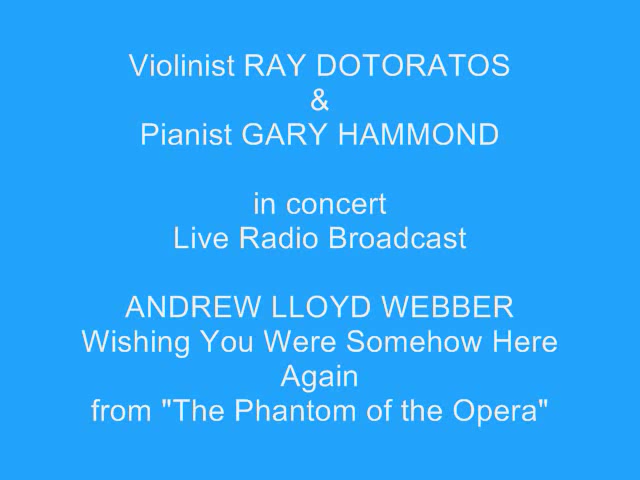 Violinist RAY DOTORATOS
&
Pianist GARY HAMMOND
in concert
Live Radio Broadcast
ANDREW LLOYD WEBBER
Wishing You Were Somehow Here
Again
from "The Phantom of the Opera"